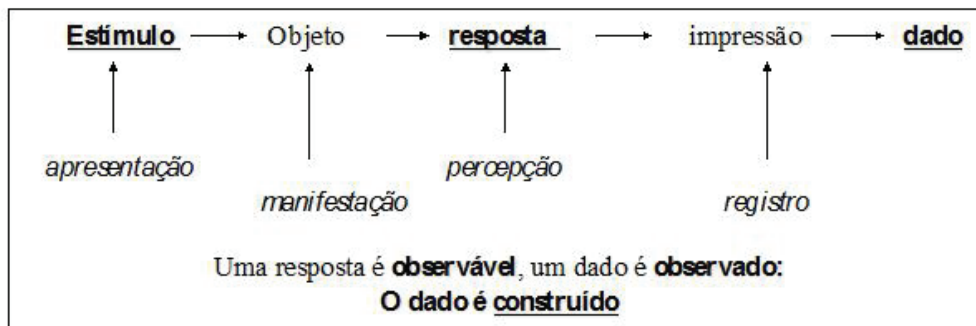 Estímulo Objeto resposta impressão dado
apresentação percepção
manifestação registro
Uma resposta é observável, um dado é observado:
O dado é construído